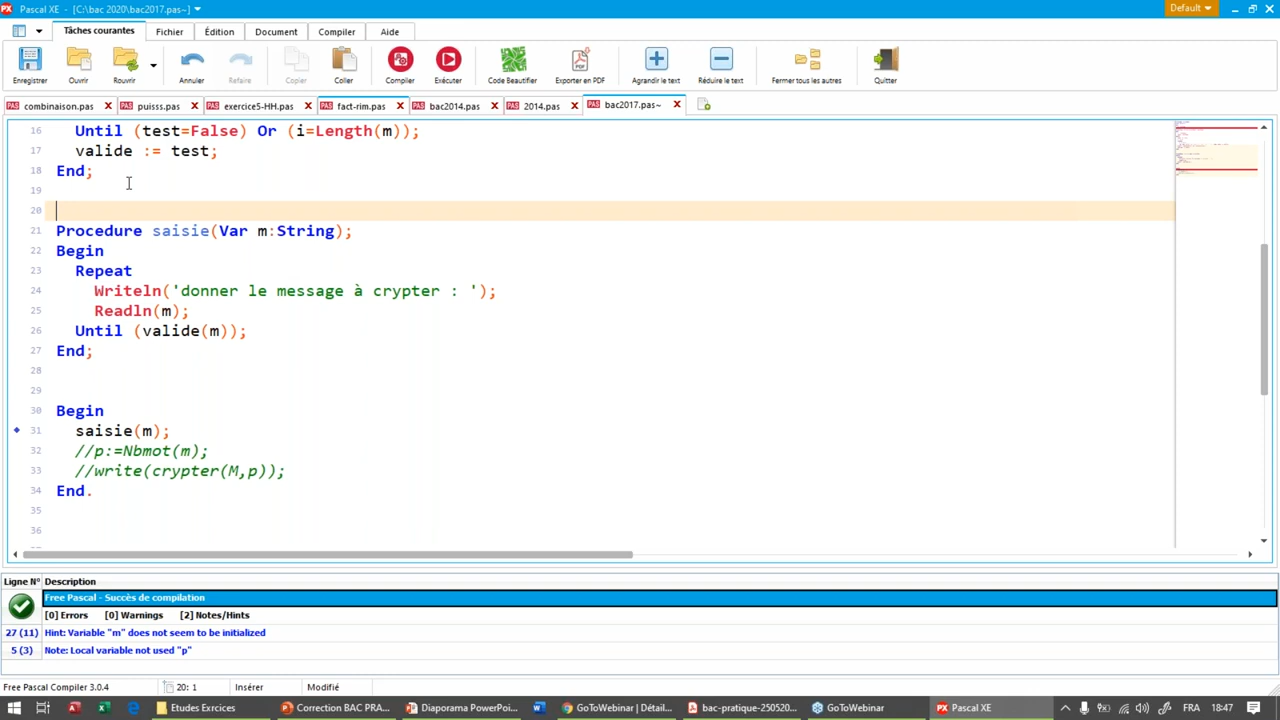 Pascal XE - [C:\bac 2020\bac2017.pas~]
Default
Tâches courantes Fichier Édition Document Compiler Aide
Enregistrer Ouvrir Rouvrir Annuler Refaire Copier Coller Compiler Exécuter Code Beautifier Exporter en PDF Agrandir le text Réduire le text Fermer tous les autres Quitter
combinaison.pas puisss.pas exercice5-HH.pas fact-rim.pas bac2014.pas 2014.pas bac2017.pas~
16 Until (test=False) Or (i=Length(m));
17 valide := test;
18 End;
19
20
21 Procedure saisie(Var m:String);
22 Begin
23 Repeat
24 Writeln('donner le message à crypter : ');
25 Readln(m);
26 Until (valide(m));
27 End;
28
29
30 Begin
31 saisie(m);
32 //p:=Nbmot(m);
33 //write(crypter(M,p));
34 End.
35
36
Ligne N° Description
Free Pascal - Succès de compilation
[0] Errors [0] Warnings [2] Notes/Hints
27 (11) Hint: Variable "m" does not seem to be initialized
5 (3) Note: Local variable not used "p"
Free Pascal Compiler 3.0.4 20: 1 Insérer Modifié
Etudes Exrcices Correction BAC PRA... Diaporama PowerPoi... GoToWebinar | Détail... bac-pratique-250520... GoToWebinar Pascal XE FRA 18:47